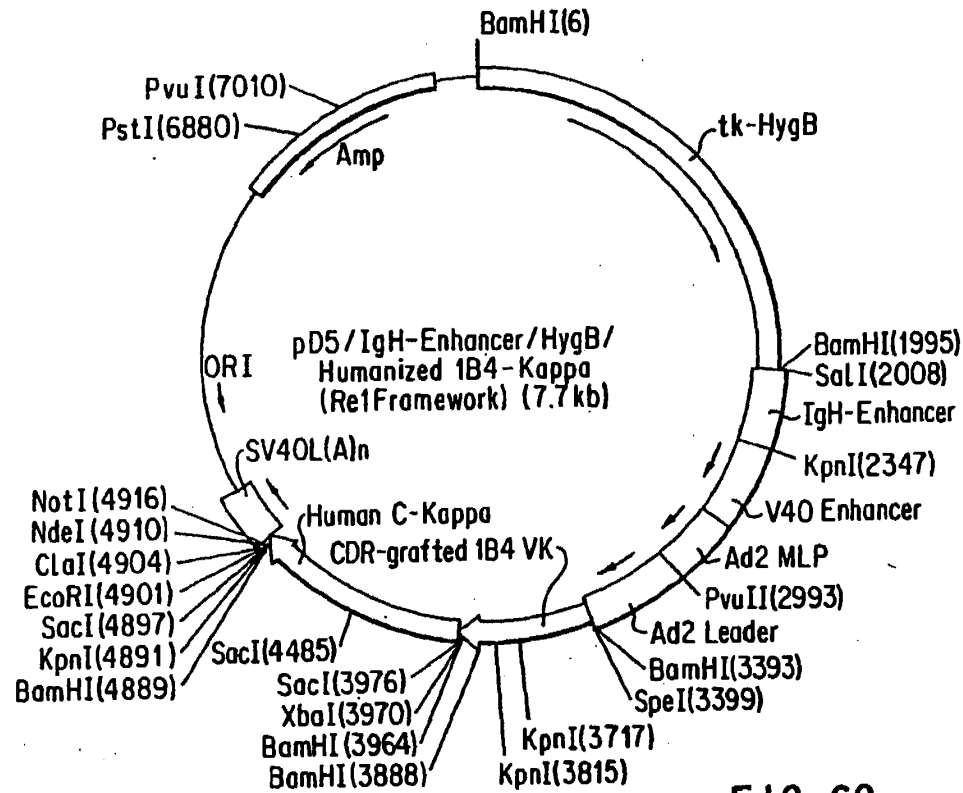 BamHI(6)
PvuI(7010)
PstI(6880)
Amp
tk-HygB
pD5/IgH-Enhancer/HygB/
Humanized 1B4-Kappa
(Re1Framework) (7.7kb)
ORI
BamHI(1995)
SalI(2008)
IgH-Enhancer
KpnI(2347)
V40 Enhancer
Ad2 MLP
PvuII(2993)
Ad2 Leader
BamHI(3393)
SpeI(3399)
SV40L(A)n
Human C-Kappa
CDR-grafted 1B4 VK
NotI(4916)
NdeI(4910)
ClaI(4904)
EcoRI(4901)
SacI(4897)
KpnI(4891)
BamHI(4889)
SacI(4485)
SacI(3976)
XbaI(3970)
BamHI(3964)
BamHI(3888)
KpnI(3717)
KpnI(3815)